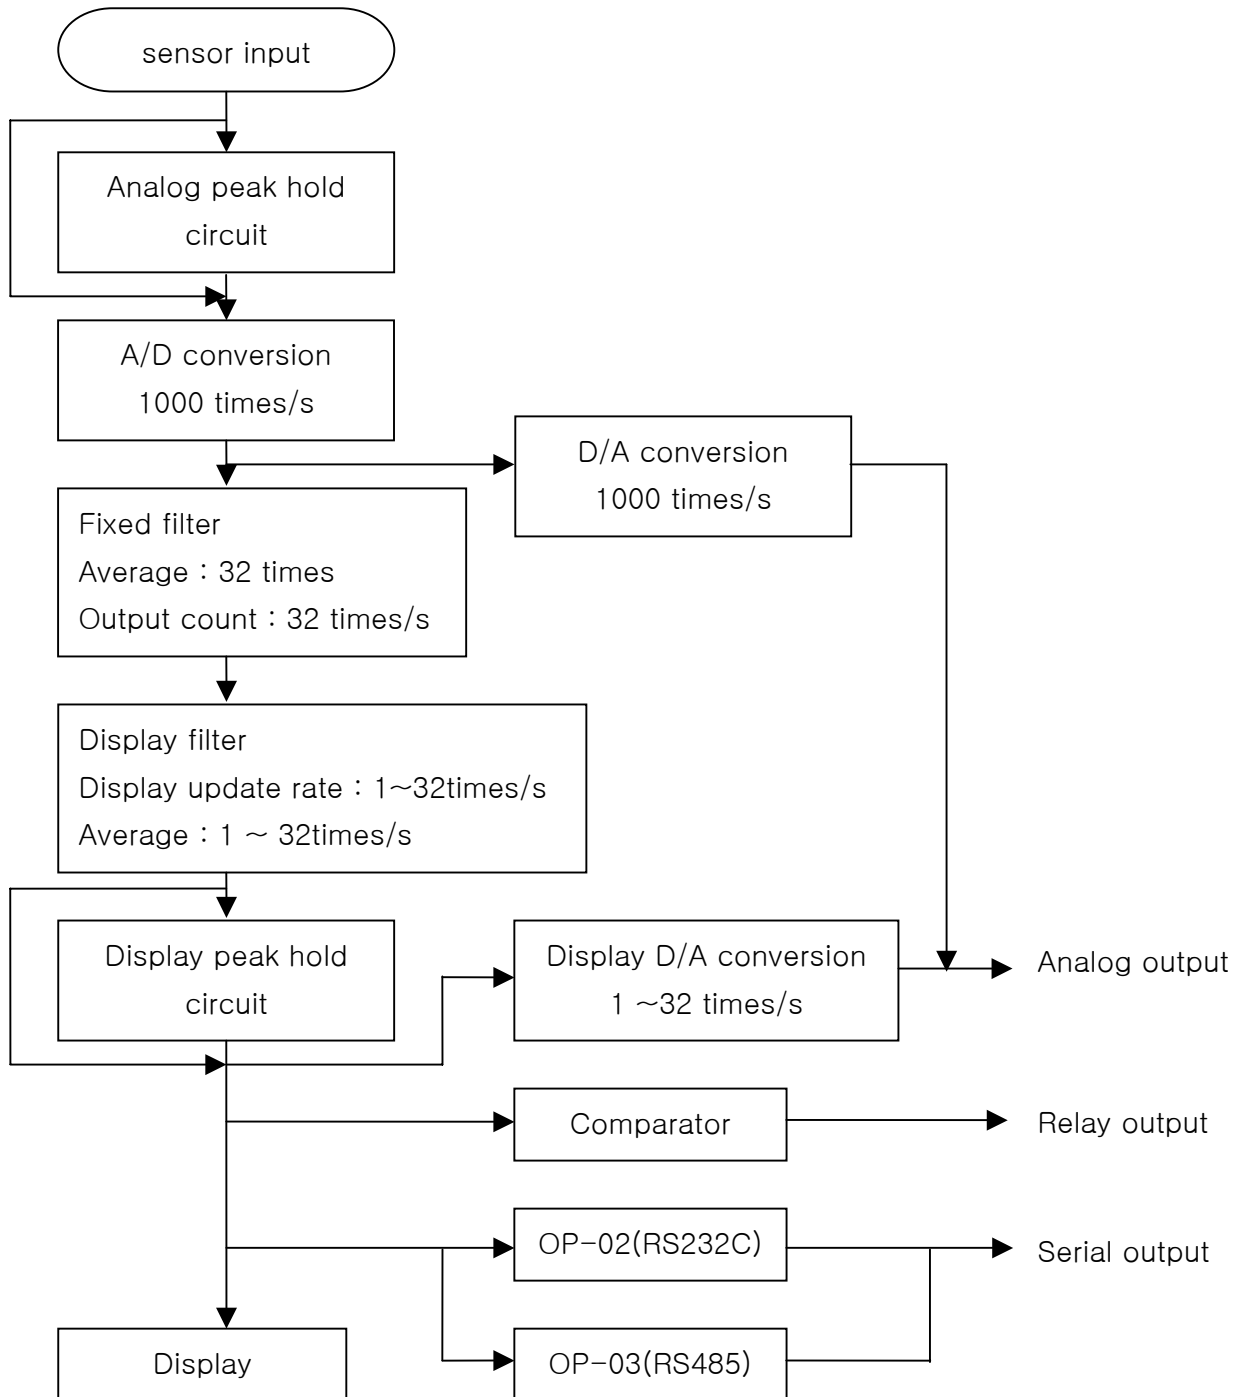 sensor input
Analog peak hold
circuit
A/D conversion
1000 times/s
D/A conversion
1000 times/s
Fixed filter
Average : 32 times
Output count : 32 times/s
Display filter
Display update rate : 1~32times/s
Average : 1 ~ 32times/s
Display peak hold
circuit
Display D/A conversion
1 ~32 times/s
Analog output
Comparator
Relay output
OP-02(RS232C)
Serial output
Display
OP-03(RS485)